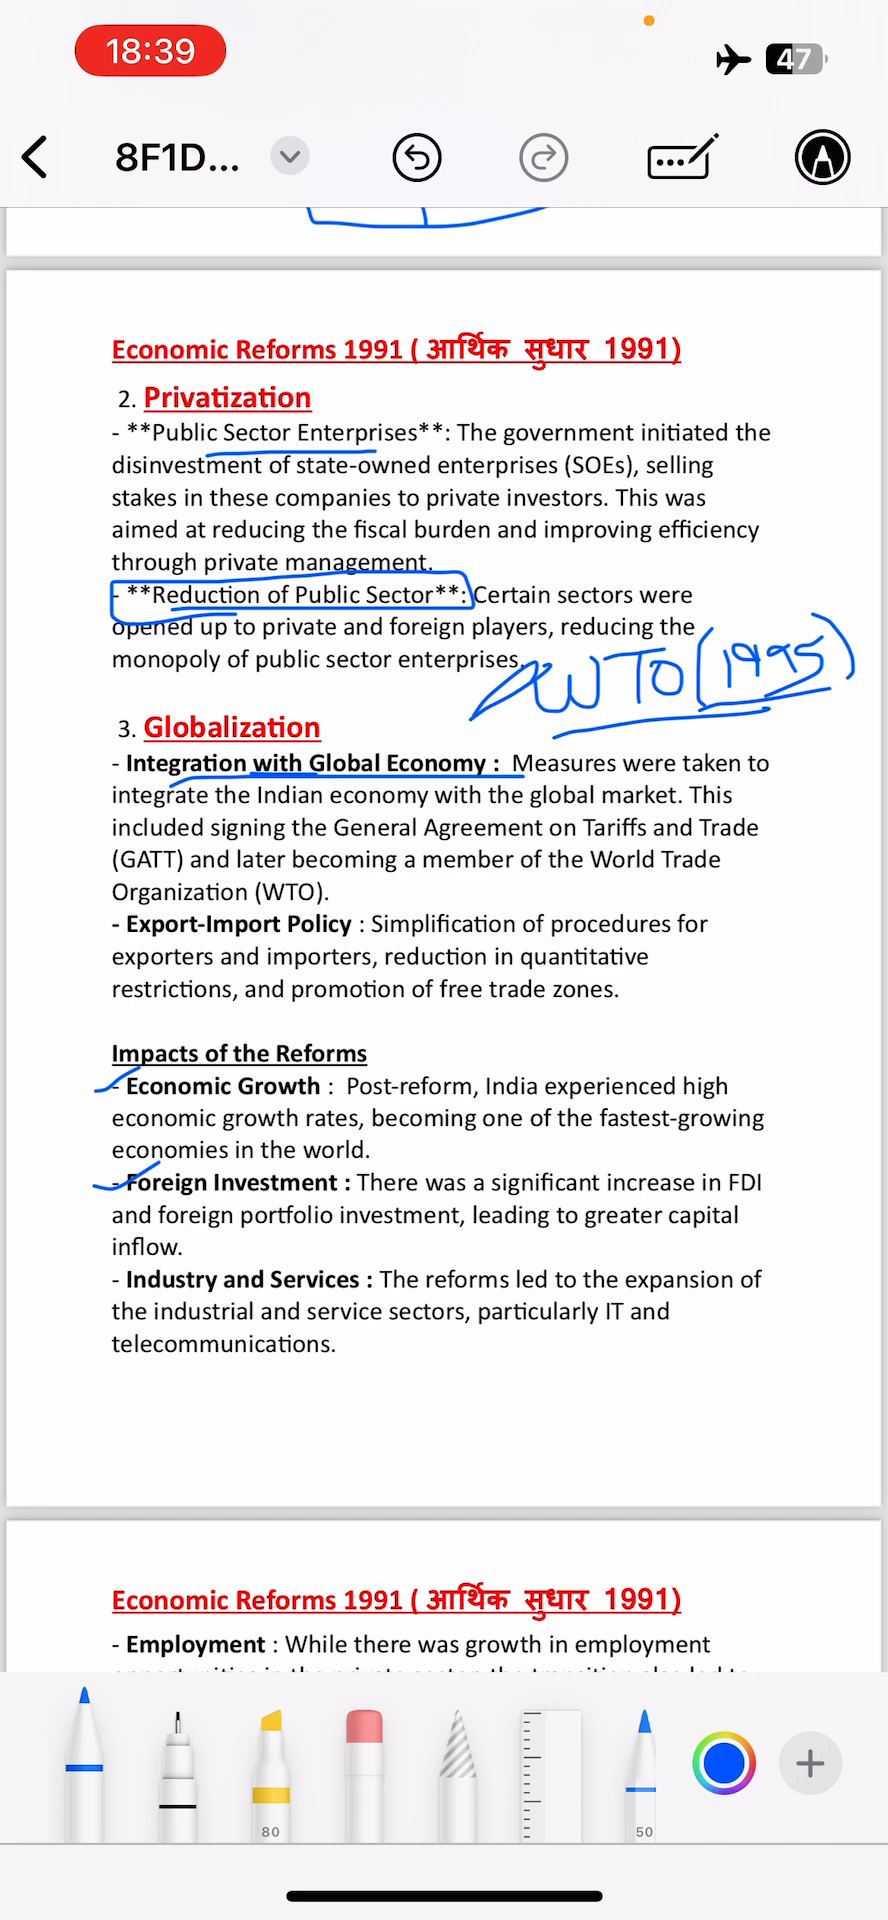 18:39
47
8F1D...
Economic Reforms 1991 ( आर्थिक सुधार 1991)
2. Privatization
- **Public Sector Enterprises**: The government initiated the
disinvestment of state-owned enterprises (SOEs), selling
stakes in these companies to private investors. This was
aimed at reducing the fiscal burden and improving efficiency
through private management.
- **Reduction of Public Sector**: Certain sectors were
opened up to private and foreign players, reducing the
monopoly of public sector enterprises.
WTO (1995)
3. Globalization
- Integration with Global Economy : Measures were taken to
integrate the Indian economy with the global market. This
included signing the General Agreement on Tariffs and Trade
(GATT) and later becoming a member of the World Trade
Organization (WTO).
- Export-Import Policy : Simplification of procedures for
exporters and importers, reduction in quantitative
restrictions, and promotion of free trade zones.
Impacts of the Reforms
- Economic Growth : Post-reform, India experienced high
economic growth rates, becoming one of the fastest-growing
economies in the world.
- Foreign Investment : There was a significant increase in FDI
and foreign portfolio investment, leading to greater capital
inflow.
- Industry and Services : The reforms led to the expansion of
the industrial and service sectors, particularly IT and
telecommunications.
Economic Reforms 1991 ( आर्थिक सुधार 1991)
- Employment : While there was growth in employment
80
50